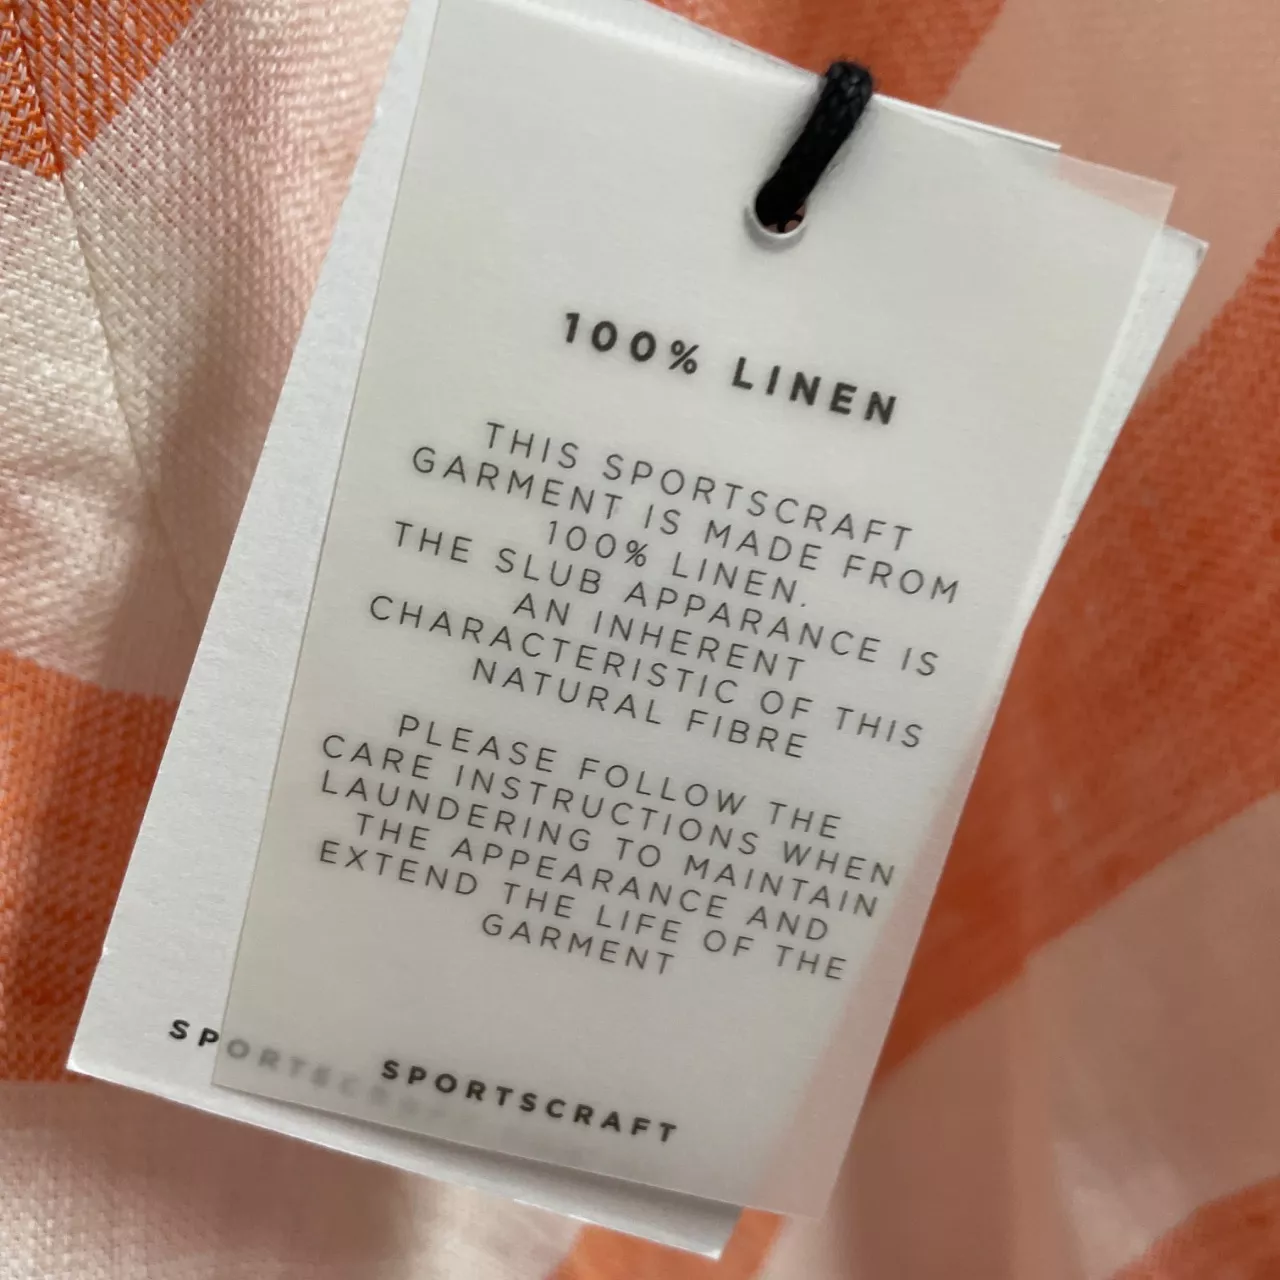 100% LINEN
THIS SPORTSCRAFT
GARMENT IS MADE FROM
100% LINEN.
THE SLUB APPARANCE IS
AN INHERENT
CHARACTERISTIC OF THIS
NATURAL FIBRE
PLEASE FOLLOW THE
CARE INSTRUCTIONS WHEN
LAUNDERING TO MAINTAIN
THE APPEARANCE AND
EXTEND THE LIFE OF THE
GARMENT
SPORTSCRAFT
SPORTSCRAFT